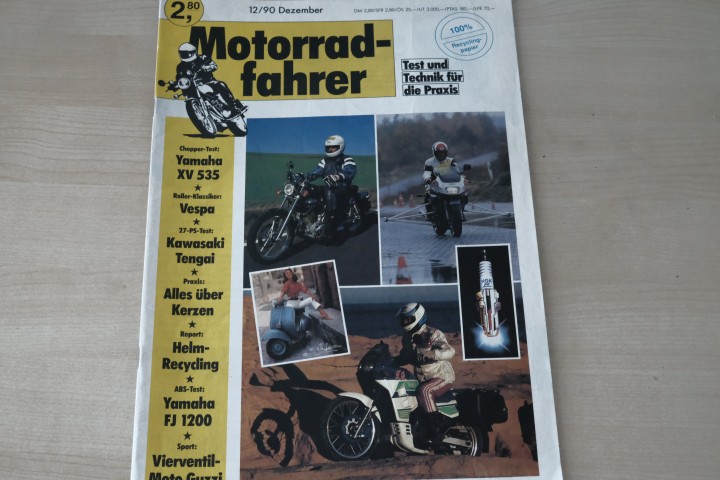 2,80
12/90 Dezember
100%
Recycling-
papier
Motorrad-
fahrer
Test und
Technik für
die Praxis
Chopper-Test:
Yamaha
XV 535
Roller-Klassiker:
Vespa
27-PS-Test:
Kawasaki
Tengai
Praxis:
Alles über
Kerzen
Report:
Helm-
Recycling
ABS-Test:
Yamaha
FJ 1200
Sport:
Vierventil-
Moto Guzzi